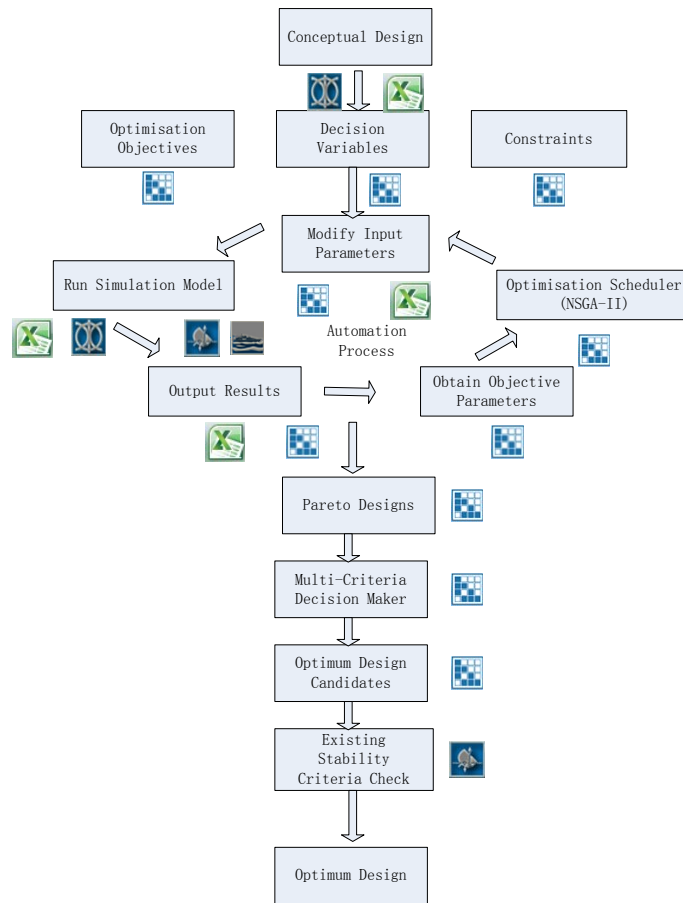 Conceptual Design
Optimisation
Objectives
Decision
Variables
Constraints
Modify Input
Parameters
Run Simulation Model
Optimisation Scheduler
(NSGA-II)
Automation
Process
Output Results
Obtain Objective
Parameters
Pareto Designs
Multi-Criteria
Decision Maker
Optimum Design
Candidates
Existing
Stability
Criteria Check
Optimum Design